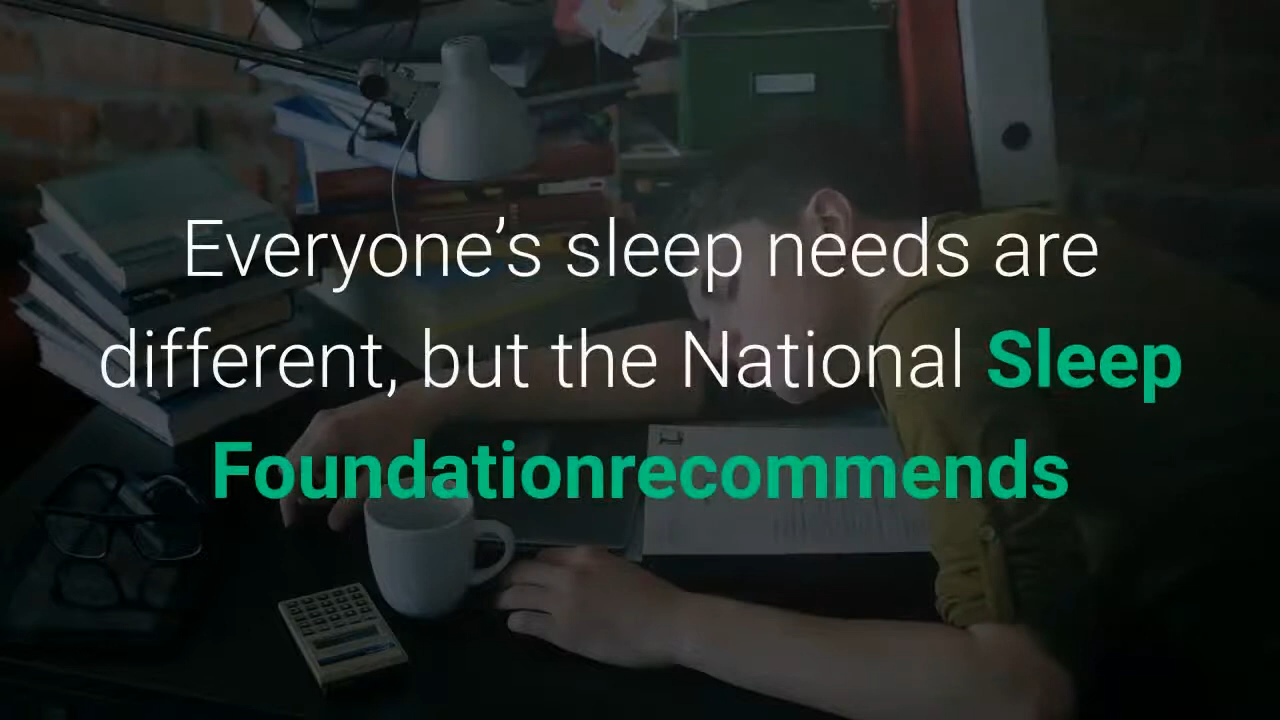 Everyone’s sleep needs are
different, but the National Sleep
Foundationrecommends